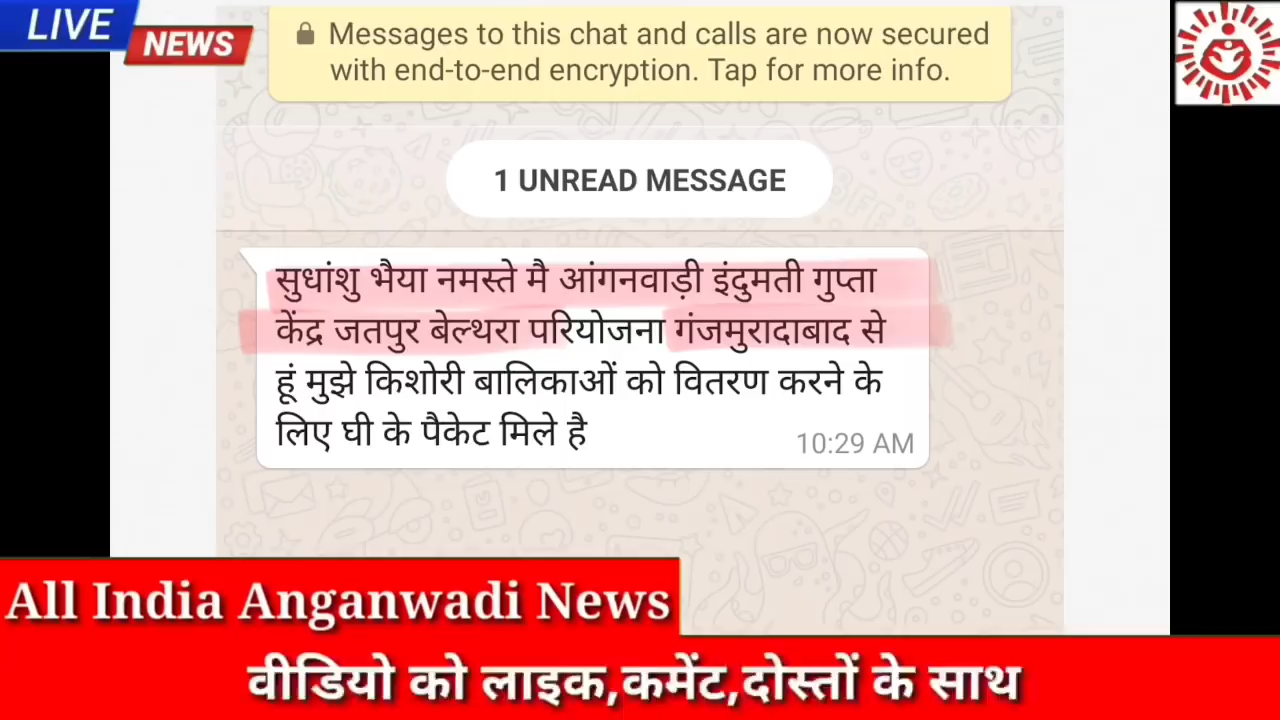 LIVE
NEWS
Messages to this chat and calls are now secured
with end-to-end encryption. Tap for more info.
1 UNREAD MESSAGE
सुधांशु भैया नमस्ते मै आंगनवाड़ी इंदुमती गुप्ता
केंद्र जतपुर बेल्थरा परियोजना गंजमुरादाबाद से
हूं मुझे किशोरी बालिकाओं को वितरण करने के
लिए घी के पैकेट मिले है
10:29 AM
All India Anganwadi News
वीडियो को लाइक,कमेंट,दोस्तों के साथ